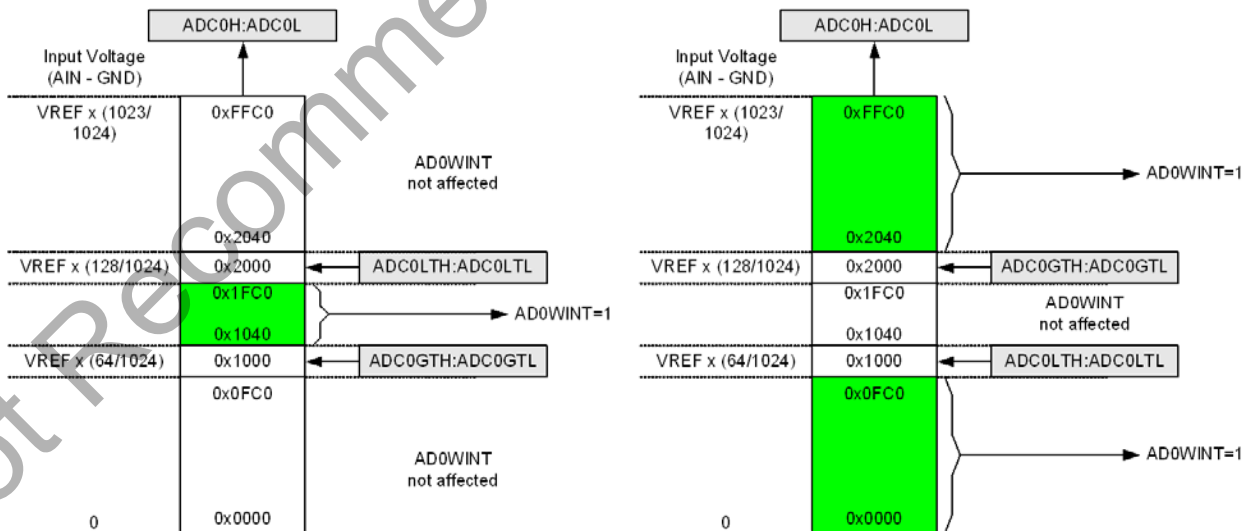 ADC0H:ADC0L
Input Voltage
(AIN - GND)
VREF x (1023/
1024)
0xFFC0
AD0WINT
not affected
0x2040
VREF x (128/1024)
0x2000
ADC0LTH:ADC0LTL
0x1FC0
AD0WINT=1
0x1040
VREF x (64/1024)
0x1000
ADC0GTH:ADC0GTL
0x0FC0
AD0WINT
not affected
0
0x0000
ADC0H:ADC0L
Input Voltage
(AIN - GND)
VREF x (1023/
1024)
0xFFC0
AD0WINT=1
0x2040
VREF x (128/1024)
0x2000
ADC0GTH:ADC0GTL
0x1FC0
AD0WINT
not affected
0x1040
VREF x (64/1024)
0x1000
ADC0LTH:ADC0LTL
0x0FC0
AD0WINT=1
0
0x0000